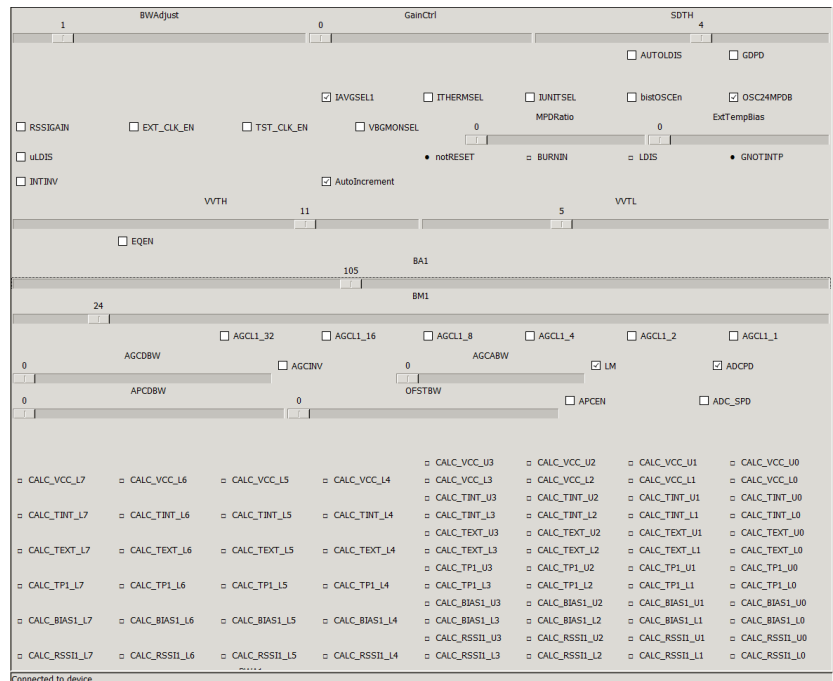 BWAdjust GainCtrl SDTH
1 0 4
AUTOLDIS GDPD
IAVGSEL1 ITHERMSEL IUNITSEL bistOSCEn OSC24MPDB
MPDRatio ExtTempBias
RSSIGAIN EXT_CLK_EN TST_CLK_EN VBGMONSEL 0 0
uLDIS notRESET BURNIN LDIS GNOTINTP
INTINV AutoIncrement
VVTH VVTL
11 5
EQEN
BA1
105
BM1
24
AGCL1_32 AGCL1_16 AGCL1_8 AGCL1_4 AGCL1_2 AGCL1_1
AGCDBW AGCABW
0 AGCINV 0 LM ADCPD
APCDBW OFSTBW
0 0 APCEN ADC_SPD
CALC_VCC_U3 CALC_VCC_U2 CALC_VCC_U1 CALC_VCC_U0
CALC_VCC_L7 CALC_VCC_L6 CALC_VCC_L5 CALC_VCC_L4 CALC_VCC_L3 CALC_VCC_L2 CALC_VCC_L1 CALC_VCC_L0
CALC_TINT_U3 CALC_TINT_U2 CALC_TINT_U1 CALC_TINT_U0
CALC_TINT_L7 CALC_TINT_L6 CALC_TINT_L5 CALC_TINT_L4 CALC_TINT_L3 CALC_TINT_L2 CALC_TINT_L1 CALC_TINT_L0
CALC_TEXT_U3 CALC_TEXT_U2 CALC_TEXT_U1 CALC_TEXT_U0
CALC_TEXT_L7 CALC_TEXT_L6 CALC_TEXT_L5 CALC_TEXT_L4 CALC_TEXT_L3 CALC_TEXT_L2 CALC_TEXT_L1 CALC_TEXT_L0
CALC_TP1_U3 CALC_TP1_U2 CALC_TP1_U1 CALC_TP1_U0
CALC_TP1_L7 CALC_TP1_L6 CALC_TP1_L5 CALC_TP1_L4 CALC_TP1_L3 CALC_TP1_L2 CALC_TP1_L1 CALC_TP1_L0
CALC_BIAS1_U3 CALC_BIAS1_U2 CALC_BIAS1_U1 CALC_BIAS1_U0
CALC_BIAS1_L7 CALC_BIAS1_L6 CALC_BIAS1_L5 CALC_BIAS1_L4 CALC_BIAS1_L3 CALC_BIAS1_L2 CALC_BIAS1_L1 CALC_BIAS1_L0
CALC_RSSI1_U3 CALC_RSSI1_U2 CALC_RSSI1_U1 CALC_RSSI1_U0
CALC_RSSI1_L7 CALC_RSSI1_L6 CALC_RSSI1_L5 CALC_RSSI1_L4 CALC_RSSI1_L3 CALC_RSSI1_L2 CALC_RSSI1_L1 CALC_RSSI1_L0
Connected to device